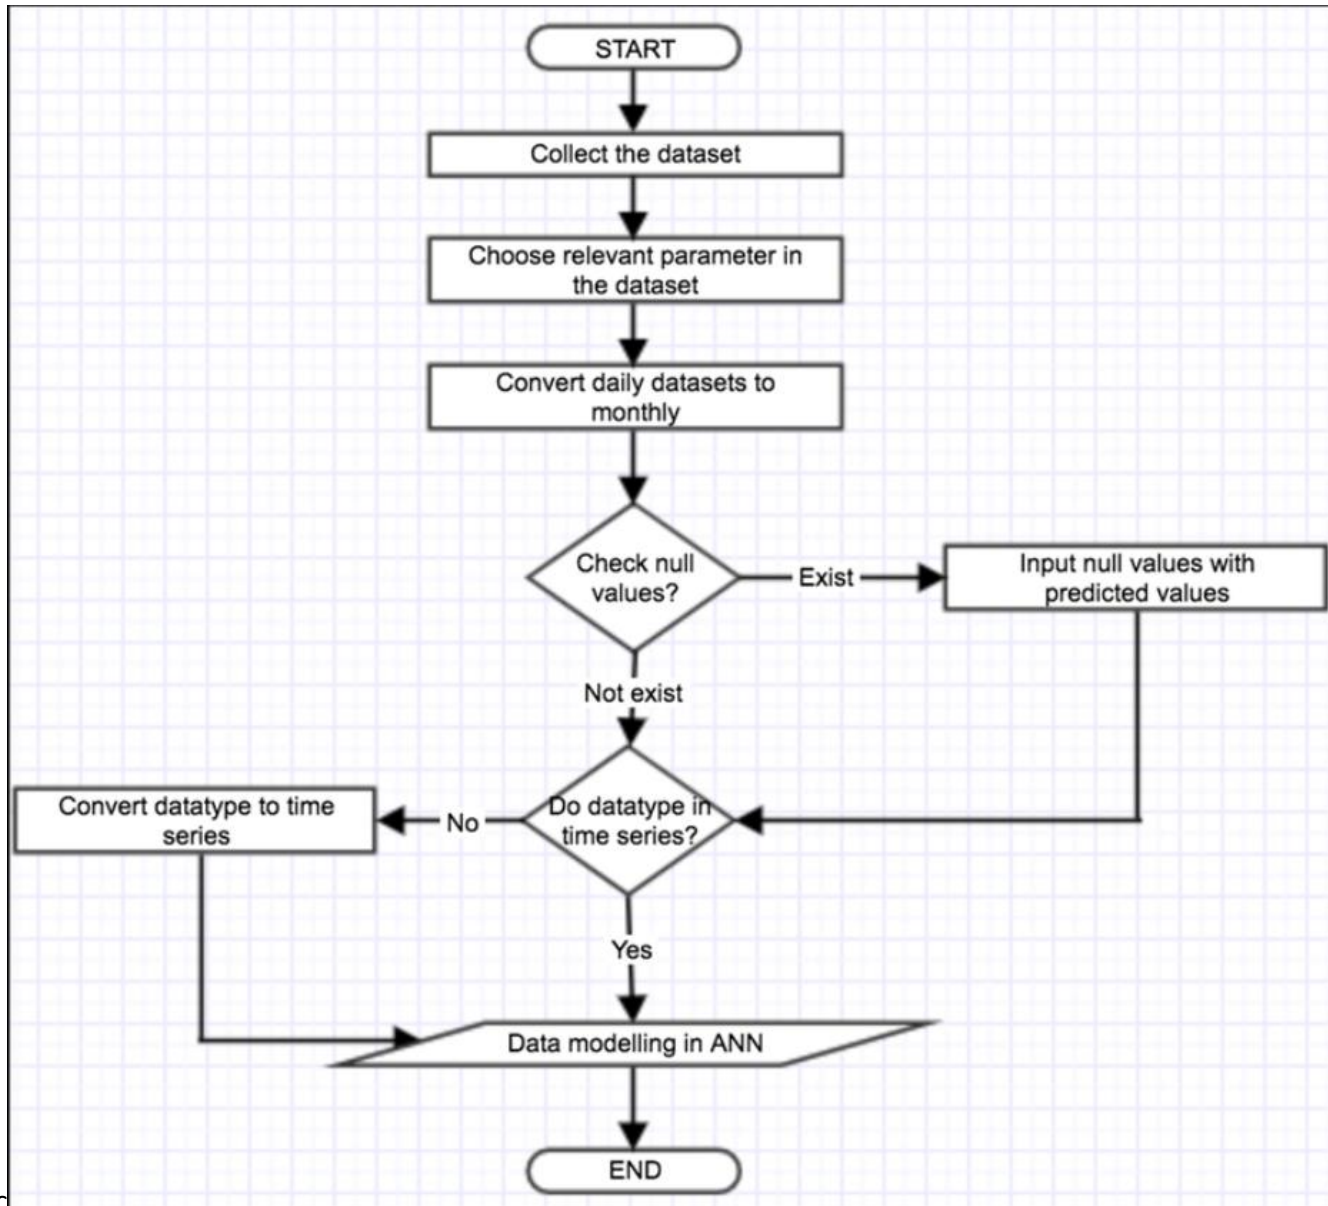 START
Collect the dataset
Choose relevant parameter in
the dataset
Convert daily datasets to
monthly
Check null
values?
Exist
Input null values with
predicted values
Not exist
Do datatype in
time series?
No
Convert datatype to time
series
Yes
Data modelling in ANN
END